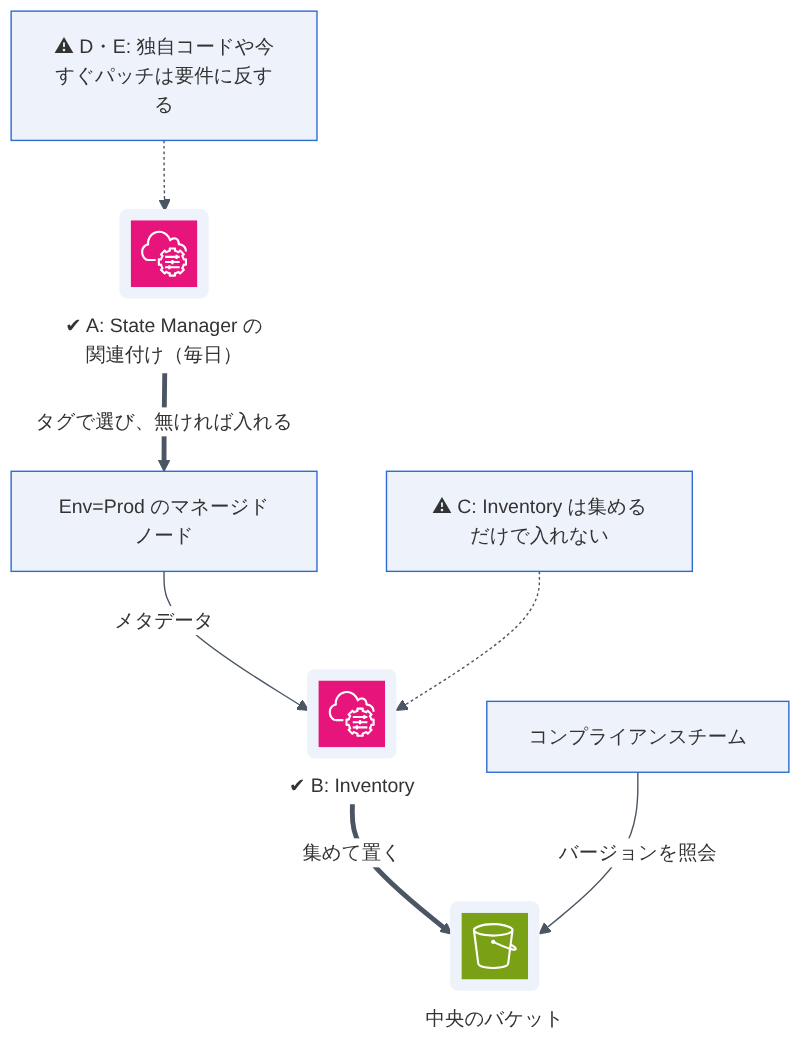 ⚠ D・E: 独自コードや今
すぐパッチは要件に反す
る
✔ A: State Manager の
関連付け（毎日）
タグで選び、無ければ入れる
Env=Prod のマネージド
ノード
⚠ C: Inventory は集める
だけで入れない
メタデータ
コンプライアンスチーム
✔ B: Inventory
集めて置く
バージョンを照会
中央のバケット